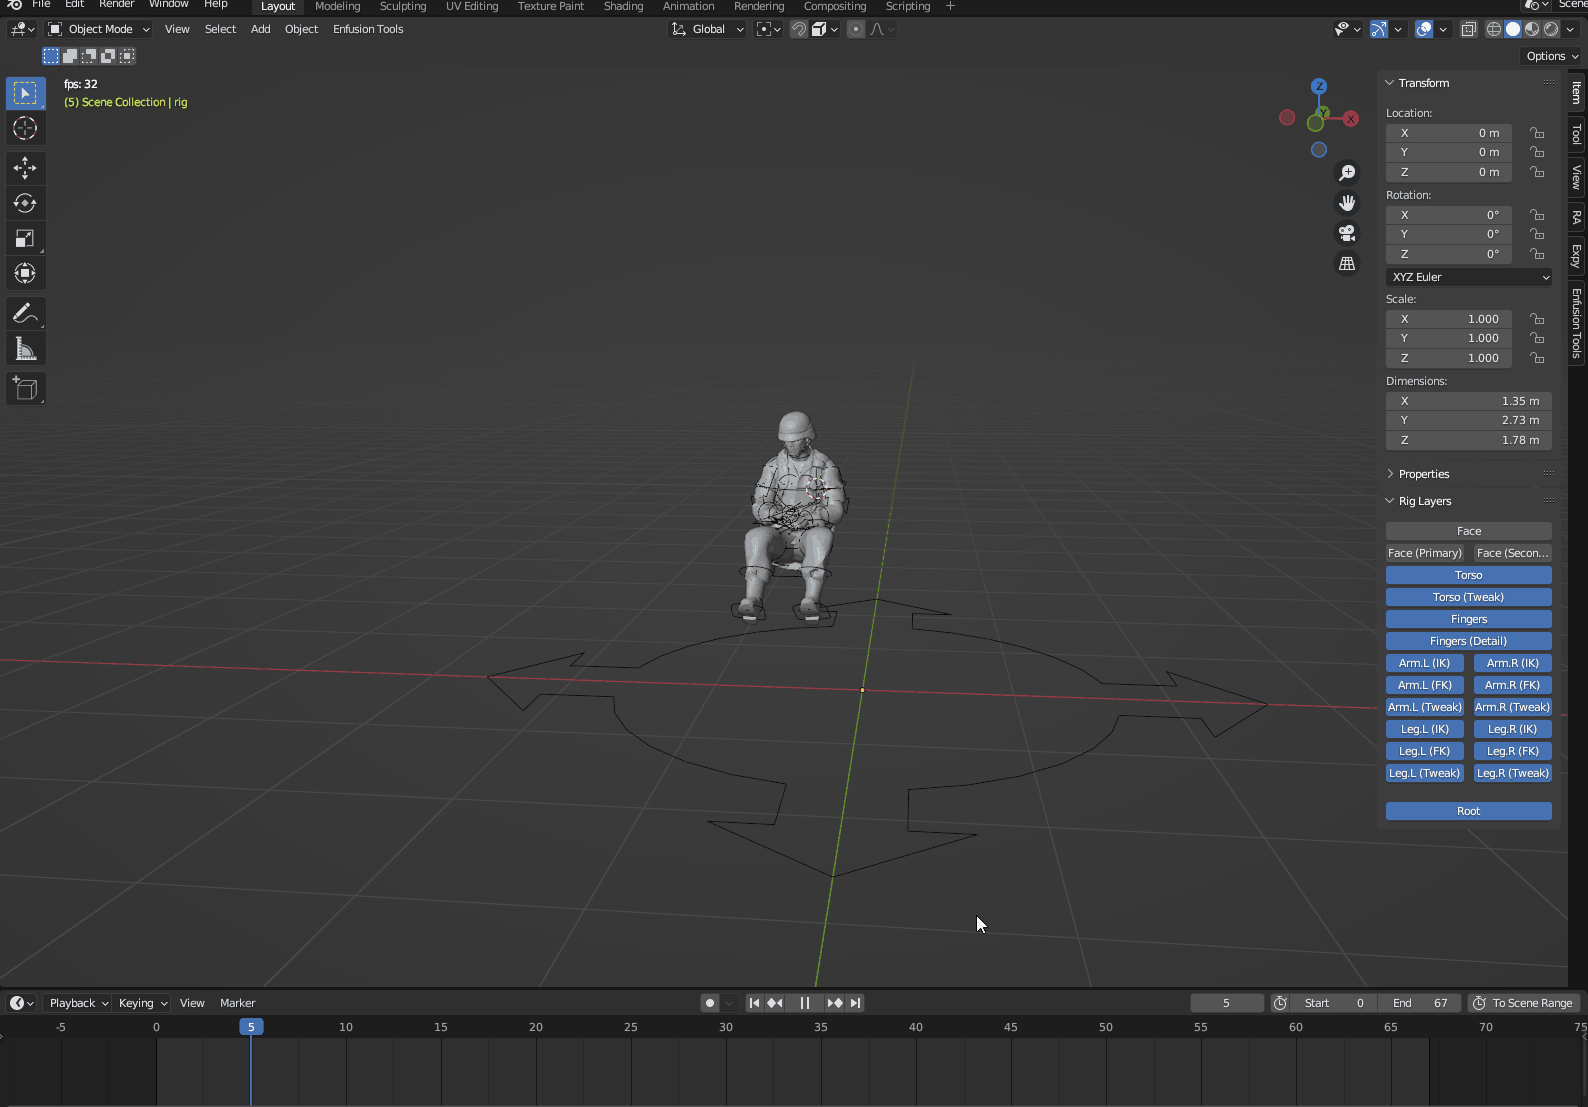 File Edit Render Window Help Layout Modeling Sculpting UV Editing Texture Paint Shading Animation Rendering Compositing Scripting + Scene
Object Mode View Select Add Object Enfusion Tools Global
Options
fps: 32
(5) Scene Collection | rig
Z
Y
X
Transform
Location:
X 0 m
Y 0 m
Z 0 m
Rotation:
X 0°
Y 0°
Z 0°
XYZ Euler
Scale:
X 1.000
Y 1.000
Z 1.000
Dimensions:
X 1.35 m
Y 2.73 m
Z 1.78 m
Properties
Rig Layers
Face
Face (Primary) Face (Secon...
Torso
Torso (Tweak)
Fingers
Fingers (Detail)
Arm.L (IK) Arm.R (IK)
Arm.L (FK) Arm.R (FK)
Arm.L (Tweak) Arm.R (Tweak)
Leg.L (IK) Leg.R (IK)
Leg.L (FK) Leg.R (FK)
Leg.L (Tweak) Leg.R (Tweak)
Root
Item
Tool
View
RA
Expy
Enfusion Tools
Playback Keying View Marker 5 Start 0 End 67 To Scene Range
-5 0 5 10 15 20 25 30 35 40 45 50 55 60 65 70 75